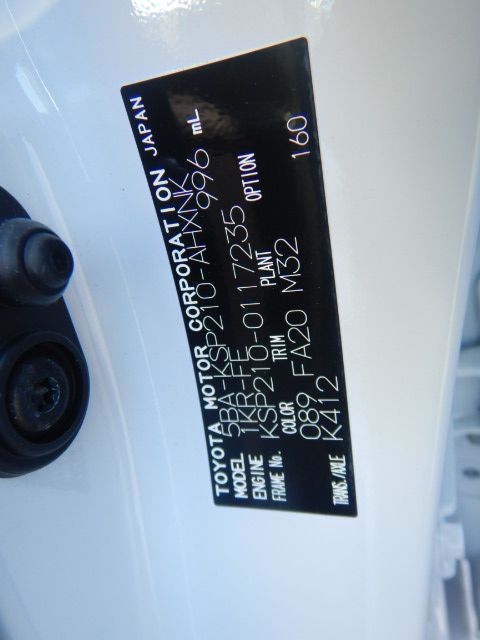 TOYOTA MOTOR CORPORATION JAPAN
MODEL 5BA-KSP210-AHXNK
ENGINE 1KR-FE 996 mL
FRAME No. KSP210-0117235
COLOR TRIM PLANT OPTION
089 FA20 M32 160
TRANS./AXLE K412